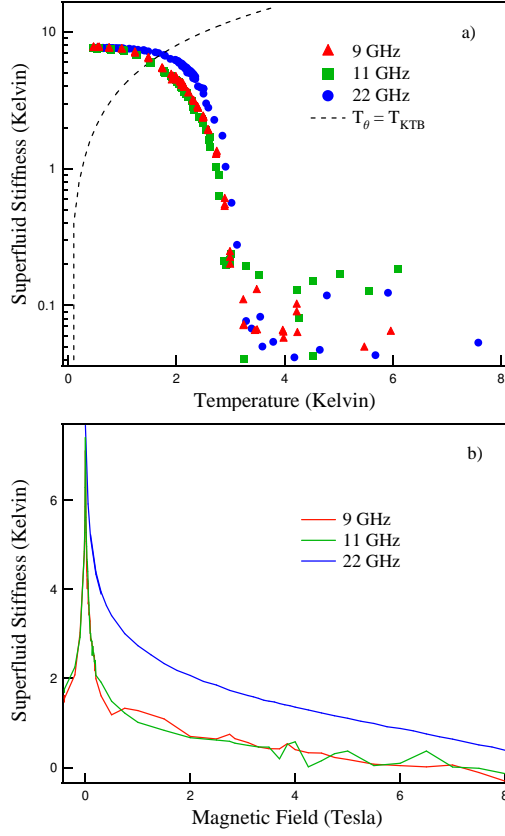 10
1
0.1
Superfluid Stiffness (Kelvin)
a)
9 GHz
11 GHz
22 GHz
T_θ = T_KTB
0
2
4
6
8
Temperature (Kelvin)
6
4
2
0
Superfluid Stiffness (Kelvin)
b)
9 GHz
11 GHz
22 GHz
0
2
4
6
8
Magnetic Field (Tesla)